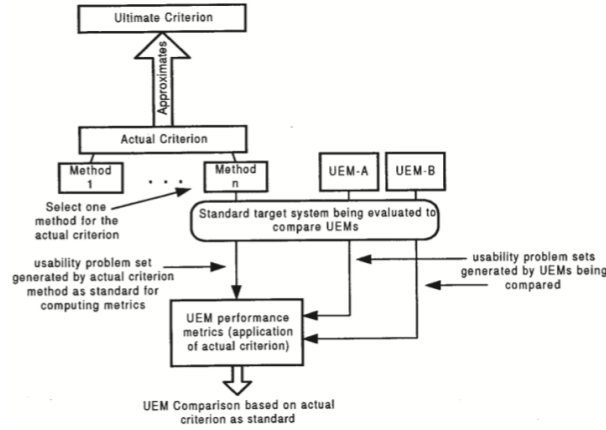 Ultimate Criterion
Approximates
Actual Criterion
Method
1
. . .
Method
n
UEM-A
UEM-B
Select one
method for the
actual criterion
Standard target system being evaluated to
compare UEMs
usability problem set
generated by actual criterion
method as standard for
computing metrics
usability problem sets
generated by UEMs being
compared
UEM performance
metrics (application
of actual criterion)
UEM Comparison based on actual
criterion as standard